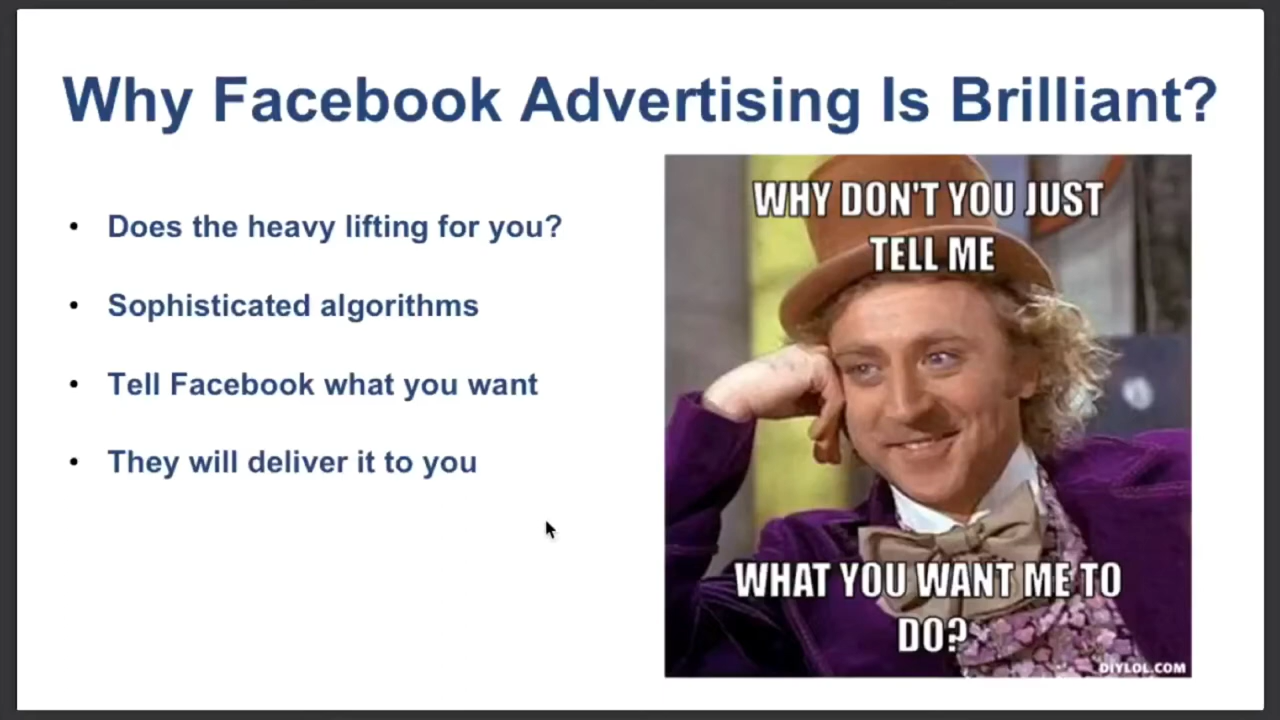 Why Facebook Advertising Is Brilliant?
Does the heavy lifting for you?
Sophisticated algorithms
Tell Facebook what you want
They will deliver it to you
WHY DON'T YOU JUST
TELL ME
WHAT YOU WANT ME TO
DO?
DIYLOL.COM